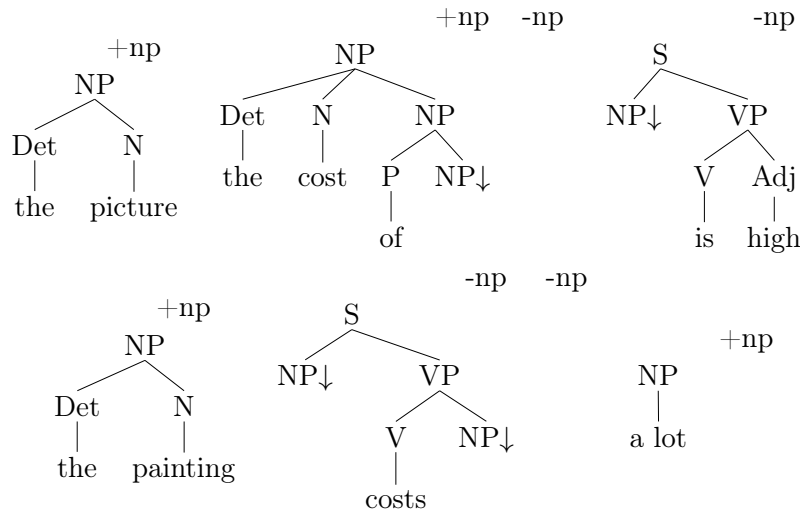 +np +np -np -np
NP NP S
Det N Det N NP NP↓ VP
the picture the cost P NP↓ V Adj
of is high
+np -np -np +np
NP S NP
Det N NP↓ VP a lot
the painting V NP↓
costs